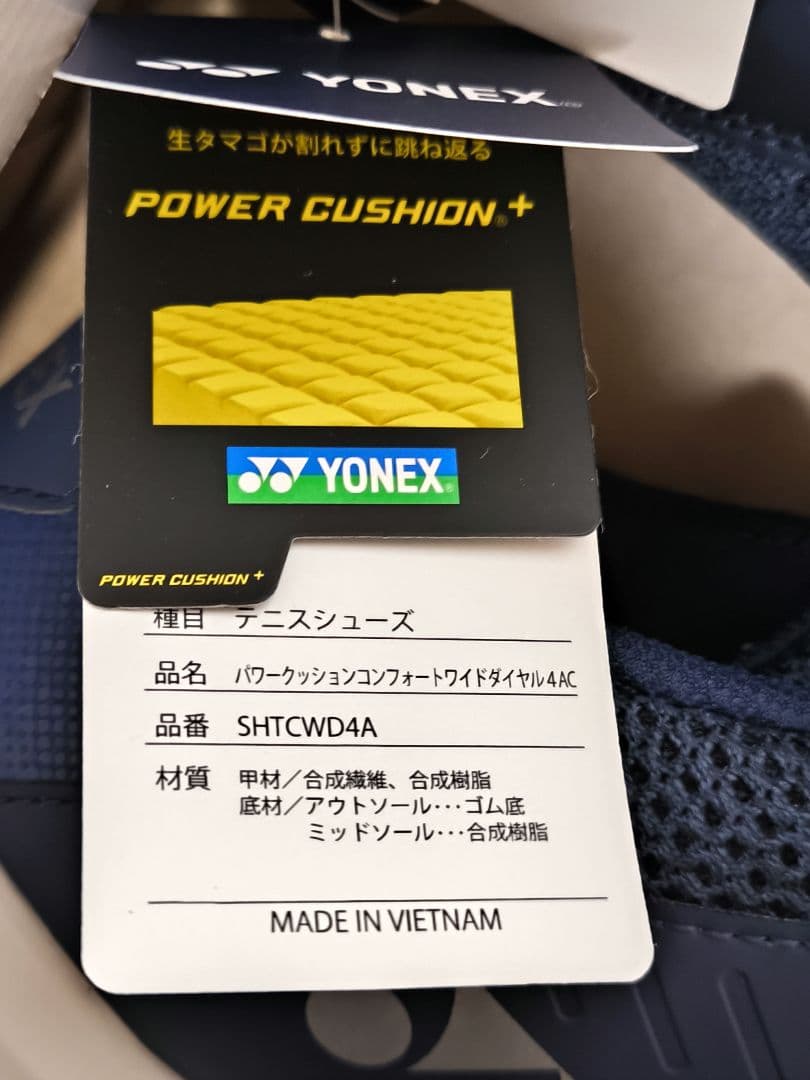 YONEX
生タマゴが割れずに跳ね返る
POWER CUSHION®+
YONEX®
POWER CUSHION+
種目 テニスシューズ
品名 パワークッションコンフォートワイドダイヤル4AC
品番 SHTCWD4A
材質 甲材/合成繊維、合成樹脂
底材/アウトソール･･･ゴム底
ミッドソール･･･合成樹脂
MADE IN VIETNAM